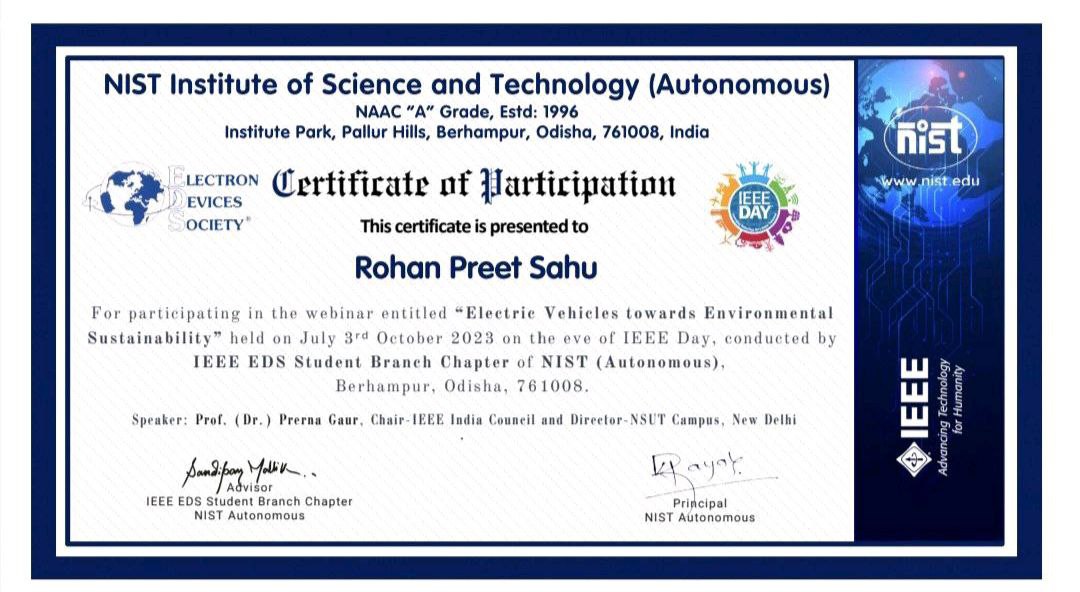 NIST Institute of Science and Technology (Autonomous)
NAAC "A" Grade, Estd: 1996
Institute Park, Pallur Hills, Berhampur, Odisha, 761008, India
nist
www.nist.edu
ELECTRON
DEVICES
SOCIETY®
Certificate of Participation
IEEE
DAY
This certificate is presented to
Rohan Preet Sahu
For participating in the webinar entitled “Electric Vehicles towards Environmental
Sustainability” held on July 3rd October 2023 on the eve of IEEE Day, conducted by
IEEE EDS Student Branch Chapter of NIST (Autonomous),
Berhampur, Odisha, 761008.
Speaker: Prof. (Dr.) Prerna Gaur, Chair-IEEE India Council and Director-NSUT Campus, New Delhi
IEEE
Advancing Technology
for Humanity
Advisor
IEEE EDS Student Branch Chapter
NIST Autonomous
Principal
NIST Autonomous